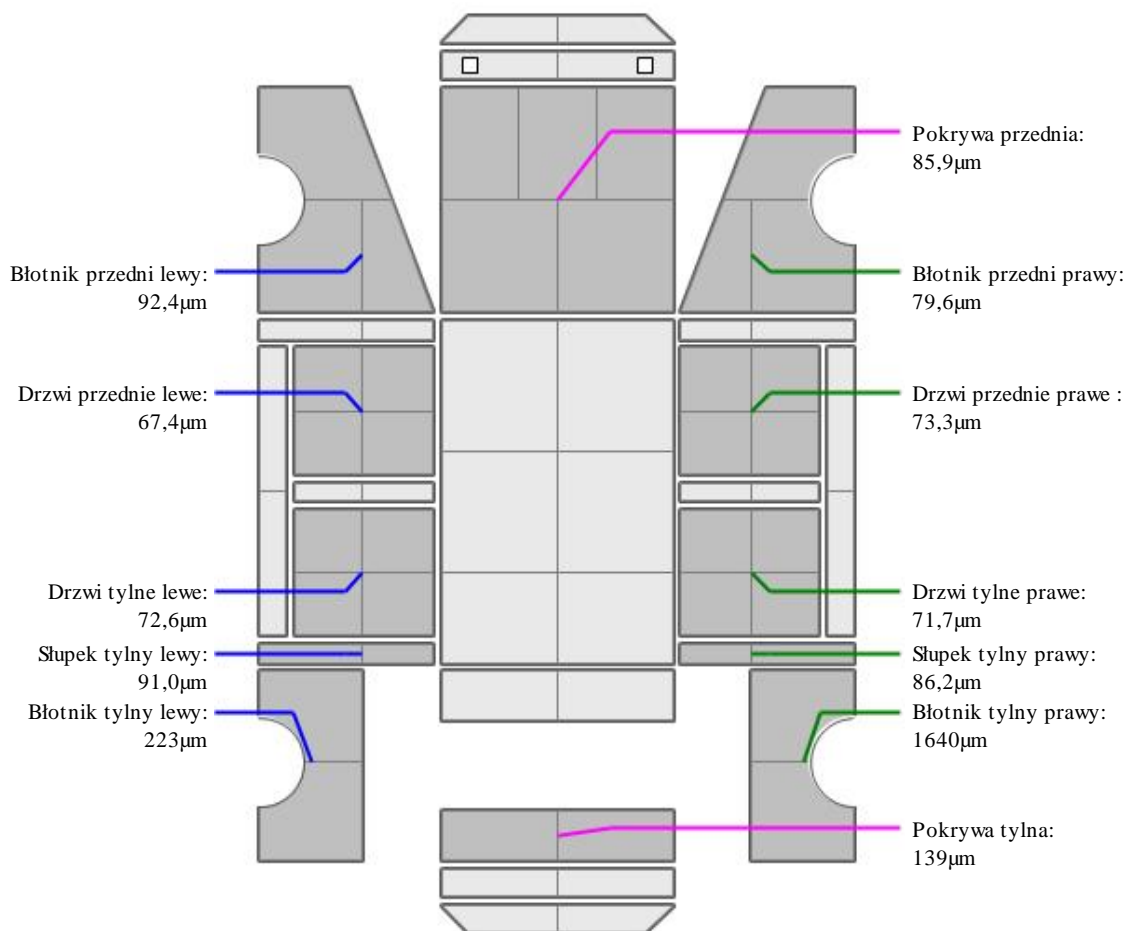 Pokrywa przednia:
85,9µm
Błotnik przedni lewy:
92,4µm
Błotnik przedni prawy:
79,6µm
Drzwi przednie lewe:
67,4µm
Drzwi przednie prawe :
73,3µm
Drzwi tylne lewe:
72,6µm
Drzwi tylne prawe:
71,7µm
Słupek tylny lewy:
91,0µm
Słupek tylny prawy:
86,2µm
Błotnik tylny lewy:
223µm
Błotnik tylny prawy:
1640µm
Pokrywa tylna:
139µm